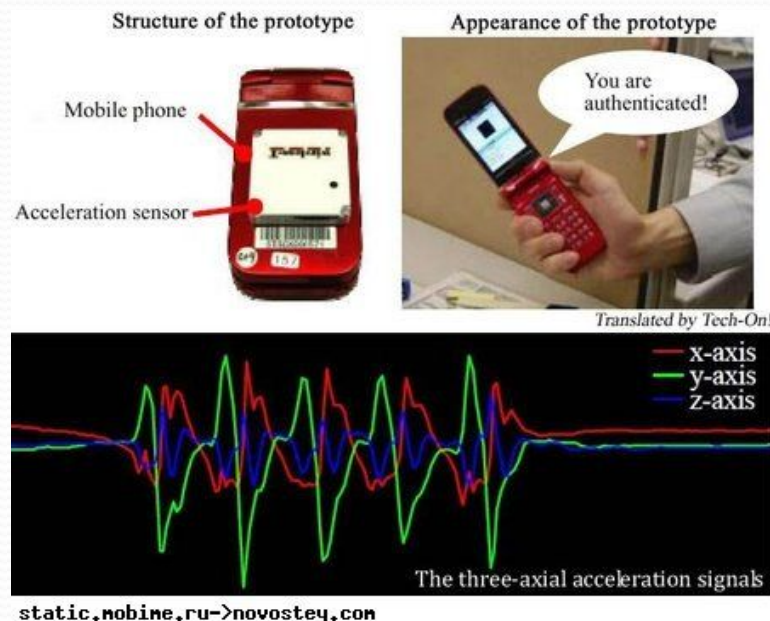 Structure of the prototype
Appearance of the prototype
Mobile phone
Acceleration sensor
You are
authenticated!
157
Translated by Tech-On!
x-axis
y-axis
z-axis
The three-axial acceleration signals
static.mobime.ru->novostey.com